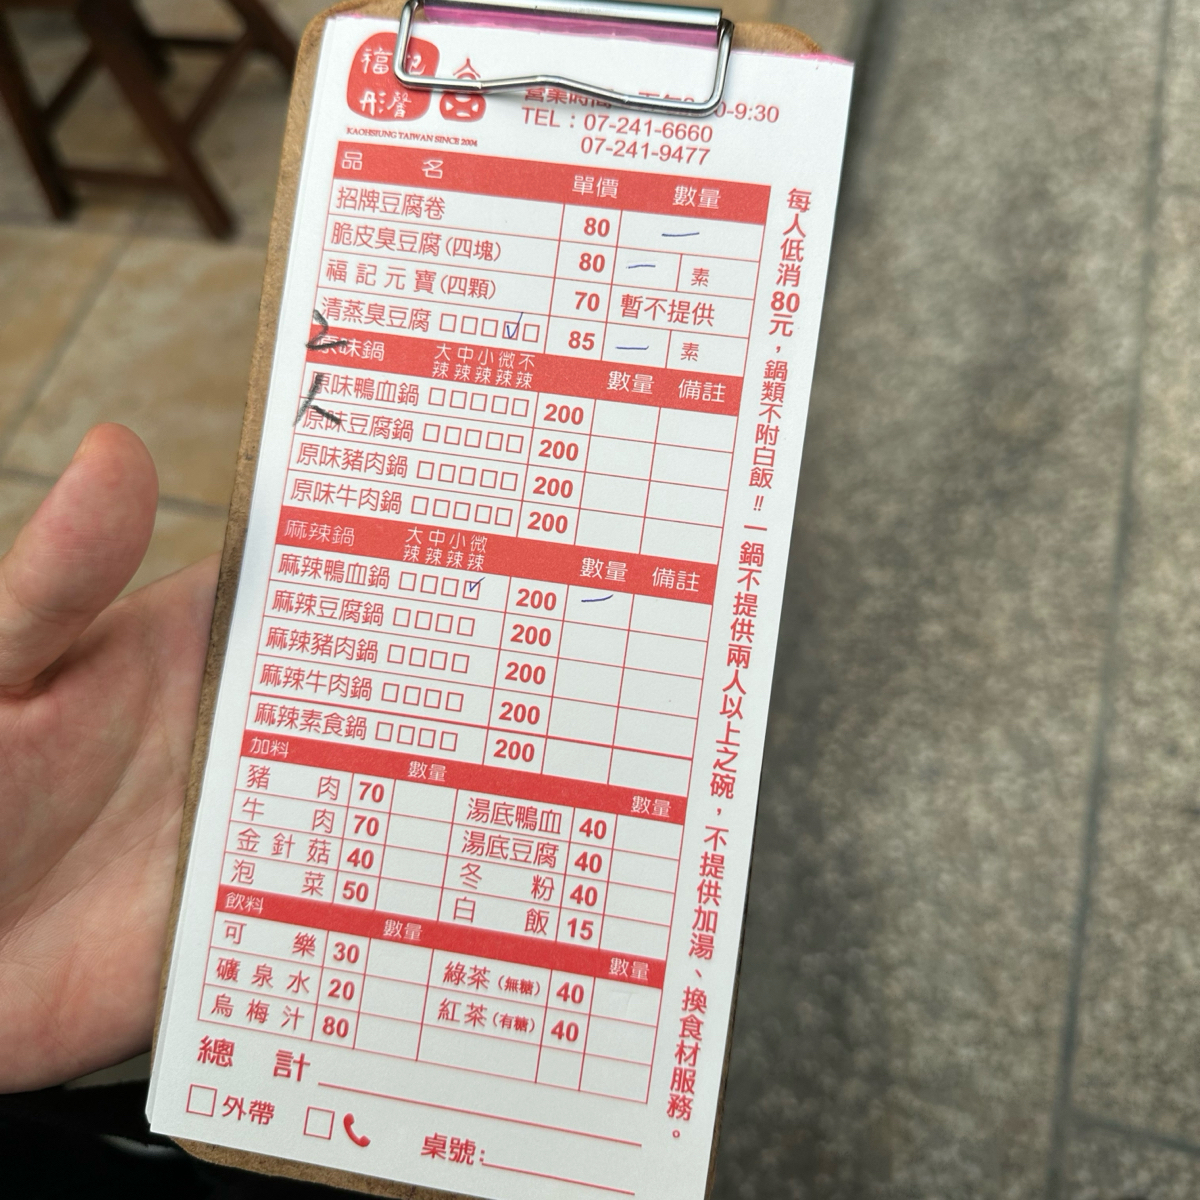 福記
彤馨
KAOHSIUNG TAIWAN SINCE 2004
0-9:30
TEL：07-241-6660
07-241-9477
品 名 單價 數量
招牌豆腐卷 80 一
脆皮臭豆腐(四塊) 80 一 素
福記元寶(四顆) 70 暫不提供
清蒸臭豆腐 □□□☑□ 85 一 素
原味鍋 大辣 中辣 小辣 微辣 不辣 數量 備註
原味鴨血鍋 □□□□□ 200
原味豆腐鍋 □□□□□ 200
原味豬肉鍋 □□□□□ 200
原味牛肉鍋 □□□□□ 200
麻辣鍋 大辣 中辣 小辣 微辣 數量 備註
麻辣鴨血鍋 □□□☑ 200 一
麻辣豆腐鍋 □□□□ 200
麻辣豬肉鍋 □□□□ 200
麻辣牛肉鍋 □□□□ 200
麻辣素食鍋 □□□□ 200
加料 數量 數量
豬肉 70 湯底鴨血 40
牛肉 70 湯底豆腐 40
金針菇 40 冬粉 40
泡菜 50 白飯 15
飲料 數量 數量
可樂 30 綠茶(無糖) 40
礦泉水 20 紅茶(有糖) 40
烏梅汁 80
總計
□外帶 □
桌號:
每人低消80元，鍋類不附白飯!!一鍋不提供兩人以上之碗，不提供加湯、換食材服務。
2
大